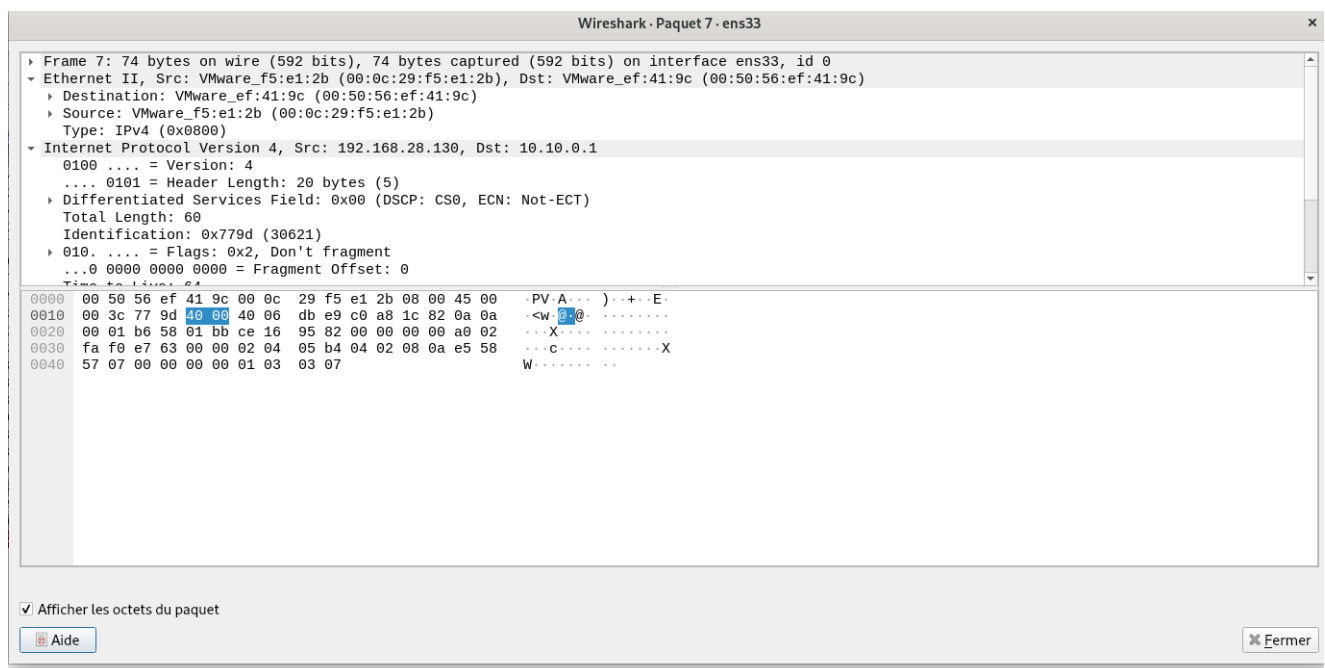 Wireshark · Paquet 7 · ens33
Frame 7: 74 bytes on wire (592 bits), 74 bytes captured (592 bits) on interface ens33, id 0
Ethernet II, Src: VMware_f5:e1:2b (00:0c:29:f5:e1:2b), Dst: VMware_ef:41:9c (00:50:56:ef:41:9c)
Destination: VMware_ef:41:9c (00:50:56:ef:41:9c)
Source: VMware_f5:e1:2b (00:0c:29:f5:e1:2b)
Type: IPv4 (0x0800)
Internet Protocol Version 4, Src: 192.168.28.130, Dst: 10.10.0.1
0100 .... = Version: 4
.... 0101 = Header Length: 20 bytes (5)
Differentiated Services Field: 0x00 (DSCP: CS0, ECN: Not-ECT)
Total Length: 60
Identification: 0x779d (30621)
010. .... = Flags: 0x2, Don't fragment
...0 0000 0000 0000 = Fragment Offset: 0
Time to Live: 64
0000 00 50 56 ef 41 9c 00 0c 29 f5 e1 2b 08 00 45 00 ·PV·A··· )··+··E·
0010 00 3c 77 9d 40 00 40 06 db e9 c0 a8 1c 82 0a 0a ·<w·@·@· ········
0020 00 01 b6 58 01 bb ce 16 95 82 00 00 00 00 a0 02 ···X···· ········
0030 fa f0 e7 63 00 00 02 04 05 b4 04 02 08 0a e5 58 ···c···· ·······X
0040 57 07 00 00 00 00 01 03 03 07 W······· ··
Afficher les octets du paquet
Aide
Fermer